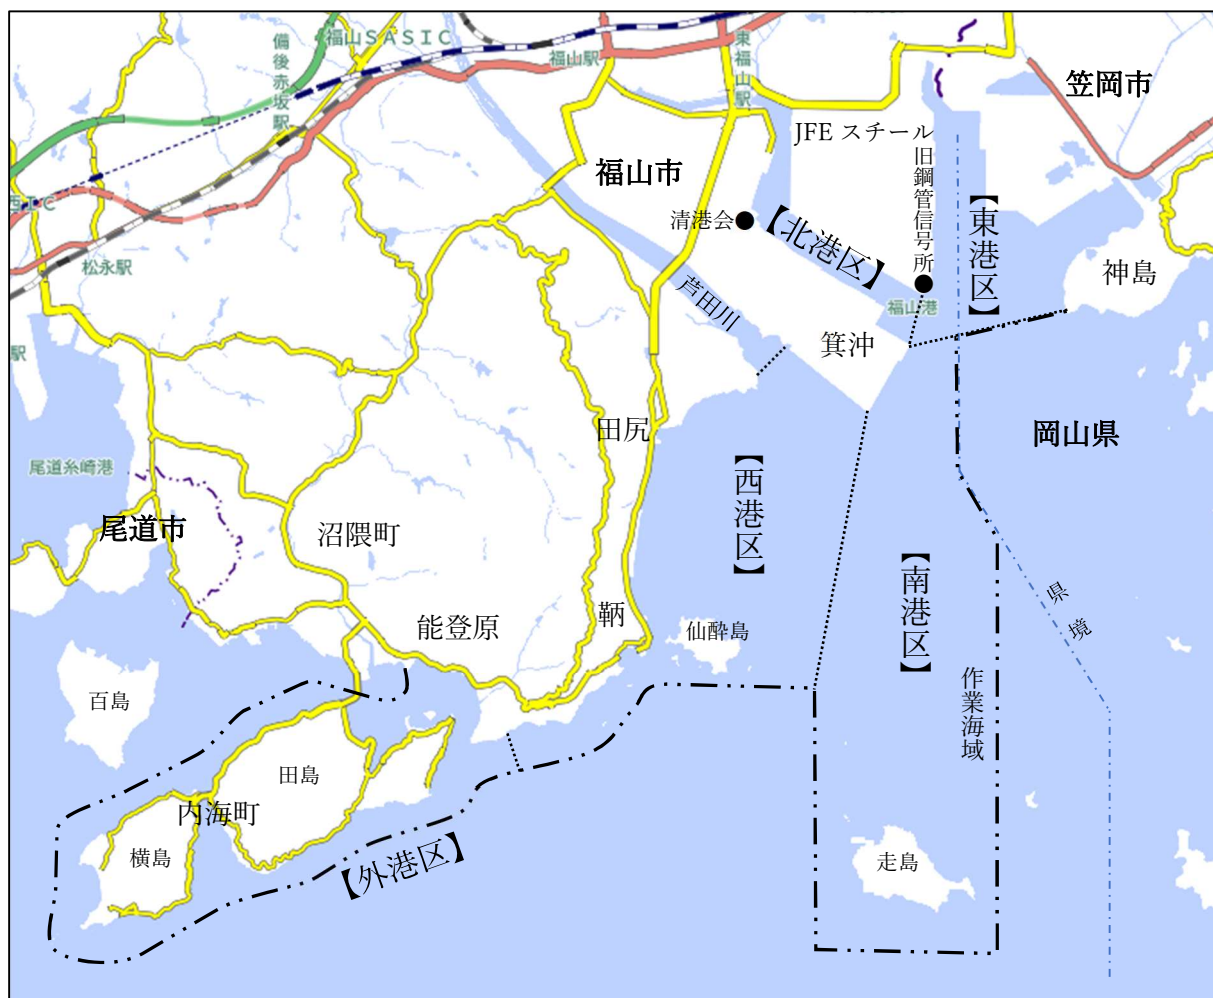 福山SASIC
備後赤坂駅
福山駅
東福山駅
笠岡市
JFE スチール
旧鋼管信号所
福山市
西IC
清港会
【北港区】
【東港区】
松永駅
神島
芦田川
福山港
箕沖
駅
田尻
岡山県
尾道糸崎港
【西港区】
尾道市
沼隈町
【南港区】
県境
鞆
能登原
仙酔島
作業海域
百島
田島
内海町
横島
【外港区】
走島